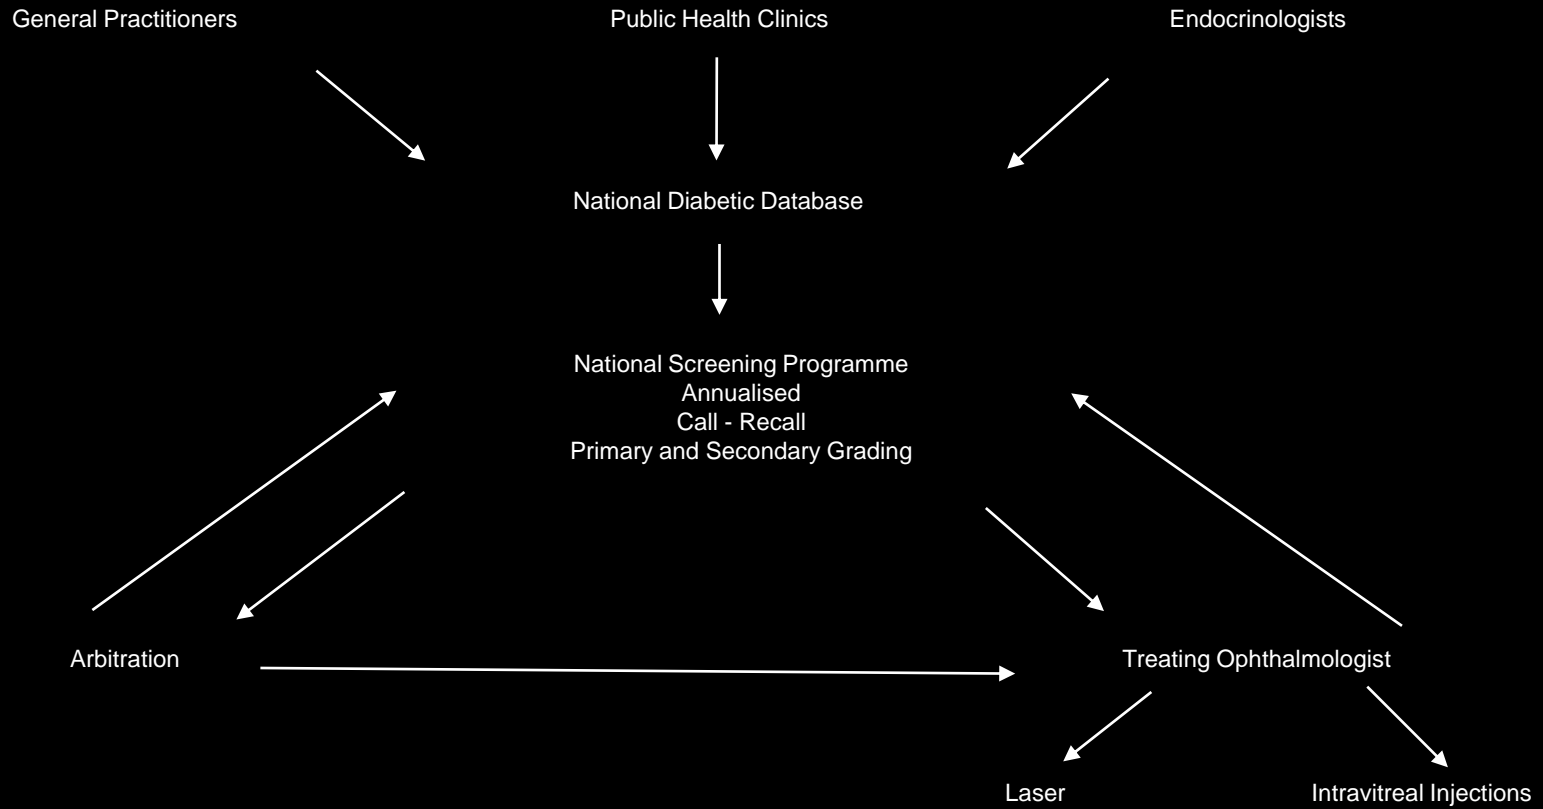 General Practitioners
Public Health Clinics
Endocrinologists
National Diabetic Database
National Screening Programme
Annualised
Call - Recall
Primary and Secondary Grading
Arbitration
Treating Ophthalmologist
Laser
Intravitreal Injections